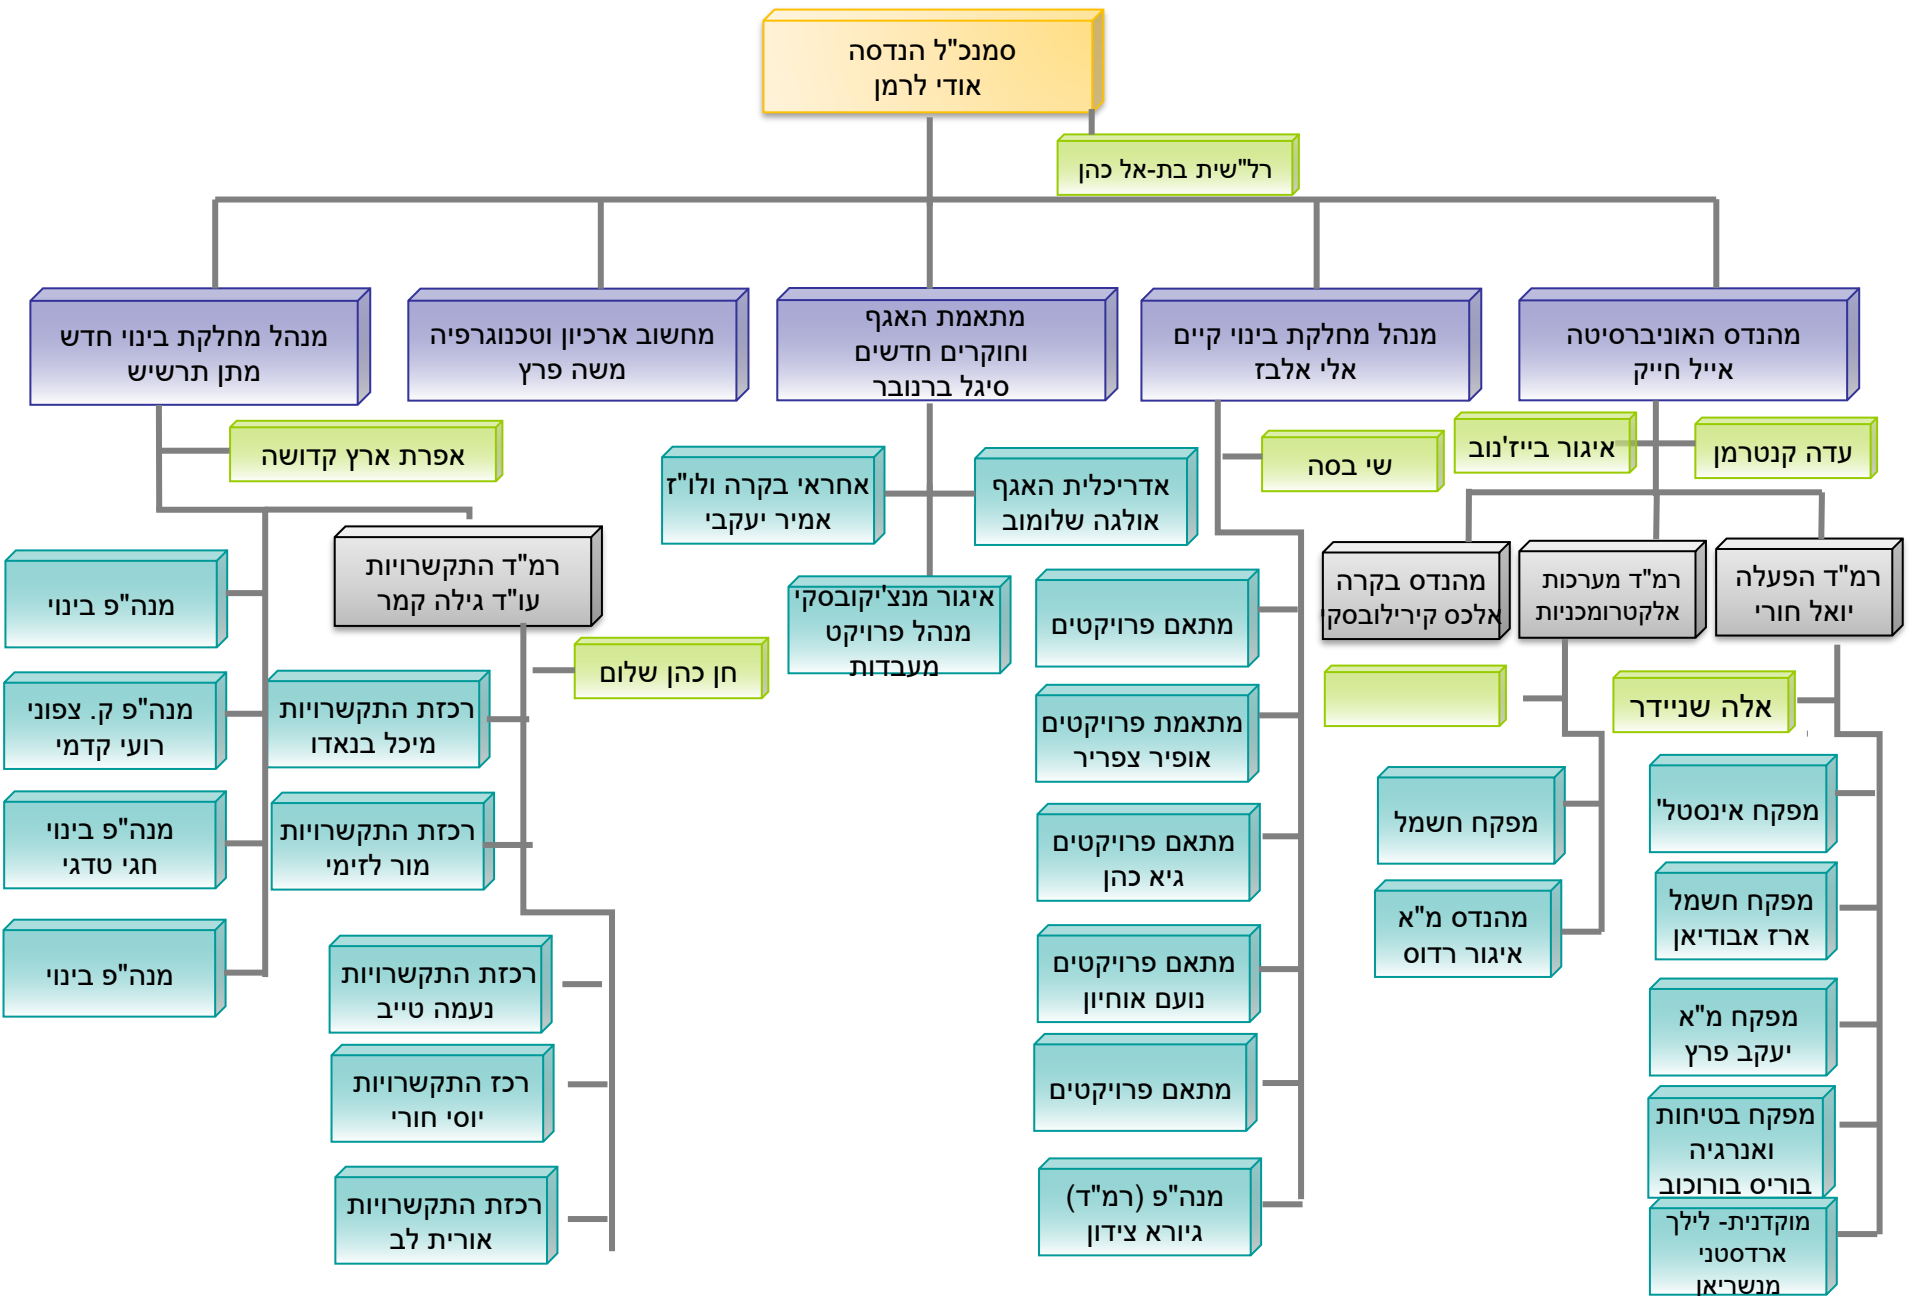 סמנכ"ל הנדסה
אודי לרמן
רל"שית בת-אל כהן
מהנדס האוניברסיטה
אייל חייק
מנהל מחלקת בינוי קיים
אלי אלבז
מתאמת האגף
וחוקרים חדשים
סיגל ברנובר
מחשוב ארכיון וטכנוגרפיה
משה פרץ
מנהל מחלקת בינוי חדש
מתן תרשיש
עדה קנטרמן
איגור בייז'נוב
שי בסה
אפרת ארץ קדושה
רמ"ד הפעלה
יואל חורי
רמ"ד מערכות
אלקטרומכניות
מהנדס בקרה
אלכס קירילובסקי
אלה שניידר
מפקח אינסטל'
מפקח חשמל
ארז אבודיאן
מפקח מ"א
יעקב פרץ
מפקח בטיחות
ואנרגיה
בוריס בורוכוב
מוקדנית- לילך
ארדסטני
מנשריאן
מפקח חשמל
מהנדס מ"א
איגור רדוס
מתאם פרויקטים
מתאמת פרויקטים
אופיר צפריר
מתאם פרויקטים
גיא כהן
מתאם פרויקטים
נועם אוחיון
מתאם פרויקטים
מנה"פ (רמ"ד)
גיורא צידון
אדריכלית האגף
אולגה שלומוב
אחראי בקרה ולו"ז
אמיר יעקבי
איגור מנצ'יקובסקי
מנהל פרויקט
מעבדות
רמ"ד התקשרויות
עו"ד גילה קמר
חן כהן שלום
רכזת התקשרויות
מיכל בנאדו
רכזת התקשרויות
מור לזימי
רכזת התקשרויות
נעמה טייב
רכז התקשרויות
יוסי חורי
רכזת התקשרויות
אורית לב
מנה"פ בינוי
מנה"פ ק. צפוני
רועי קדמי
מנה"פ בינוי
חגי טדגי
מנה"פ בינוי